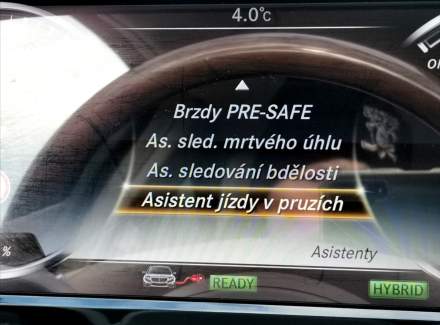 4.0°C
Brzdy PRE-SAFE
As. sled. mrtvého úhlu
As. sledování bdělosti
Asistent jízdy v pruzích
Asistenty
%
READY
HYBRID